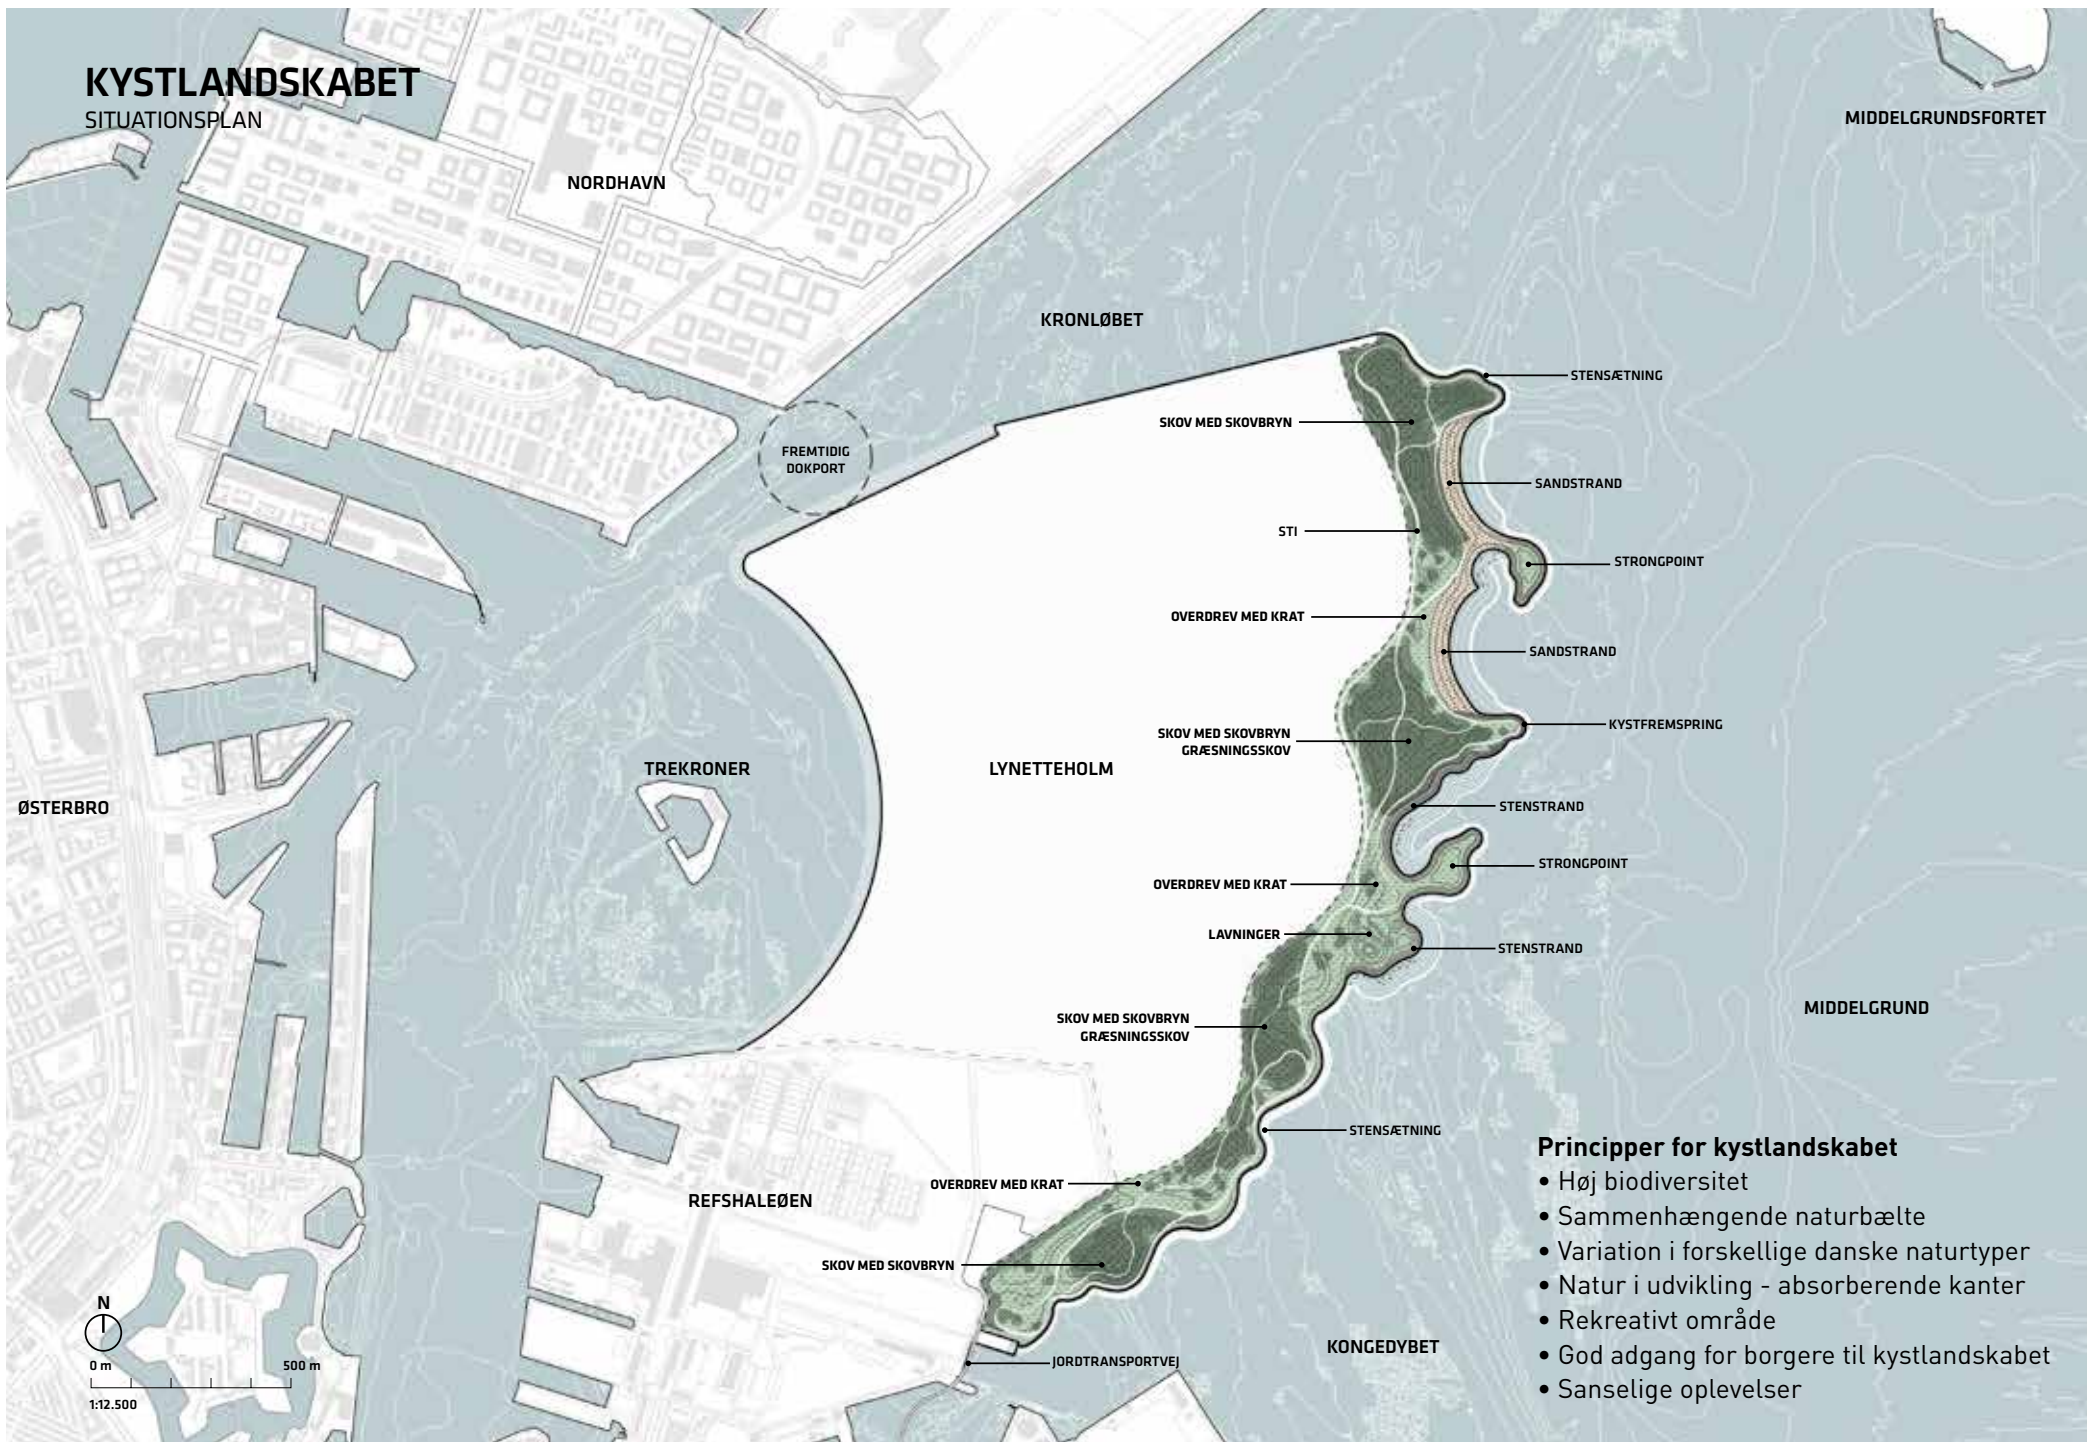 KYSTLANDSKABET
SITUATIONSPLAN
MIDDELGRUNDSFORTET
NORDHAVN
KRONLØBET
STENSÆTNING
SKOV MED SKOVBRYN
FREMTIDIG
DOKPORT
SANDSTRAND
STI
STRONGPOINT
OVERDREV MED KRAT
SANDSTRAND
KYSTFREMSPRING
SKOV MED SKOVBRYN
GRÆSNINGSSKOV
TREKRONER
LYNETTEHOLM
ØSTERBRO
STENSTRAND
STRONGPOINT
OVERDREV MED KRAT
LAVNINGER
STENSTRAND
MIDDELGRUND
SKOV MED SKOVBRYN
GRÆSNINGSSKOV
STENSÆTNING
OVERDREV MED KRAT
REFSHALEØEN
SKOV MED SKOVBRYN
KONGEDYBET
JORDTRANSPORTVEJ
N
0 m
500 m
1:12.500
Principper for kystlandskabet
• Høj biodiversitet
• Sammenhængende naturbælte
• Variation i forskellige danske naturtyper
• Natur i udvikling - absorberende kanter
• Rekreativt område
• God adgang for borgere til kystlandskabet
• Sanselige oplevelser